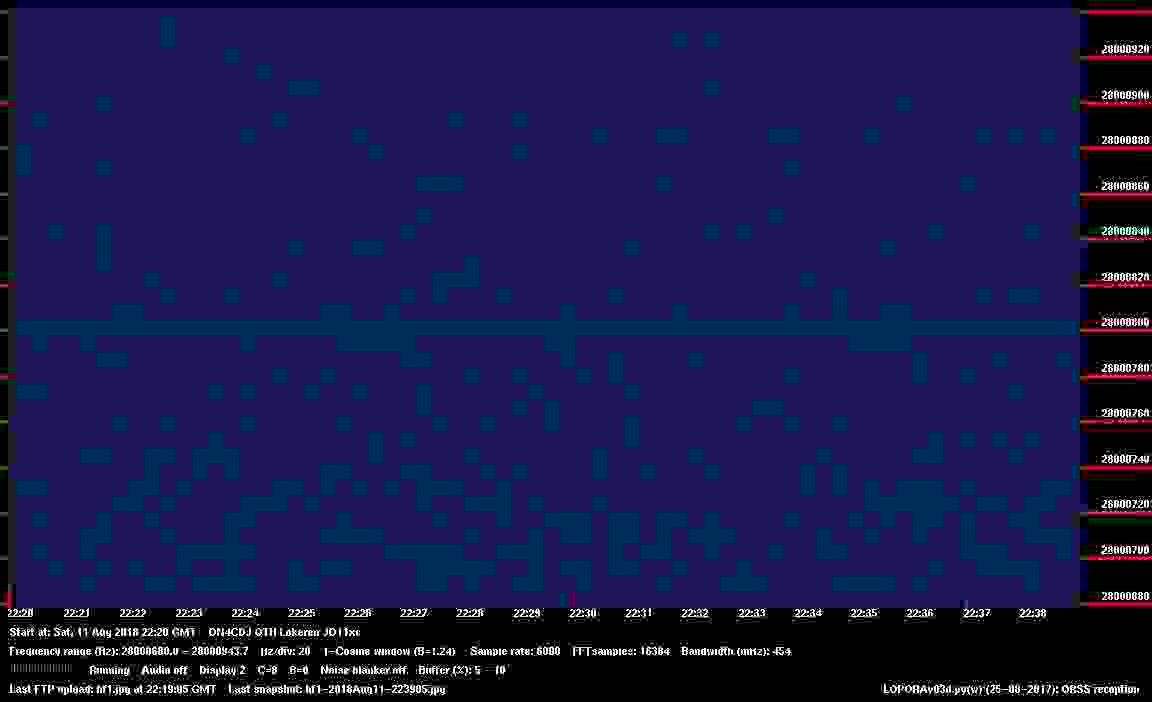 28000920
28000900
28000880
28000860
28000840
28000820
28000800
28000780
28000760
28000740
28000720
28000700
28000680
22:20 22:21 22:22 22:23 22:24 22:25 22:26 22:27 22:28 22:29 22:30 22:31 22:32 22:33 22:34 22:35 22:36 22:37 22:38
Start at: Sat, 11 Aug 2018 22:20 GMT ON4CDJ QTH Lokeren JO11xc
Frequency range (Hz): 28000680.0 - 28000943.7 Hz/div: 20 1-Cosine window (B=1.24) Sample rate: 6000 FFTsamples: 16384 Bandwidth (mHz): 454
Running Audio off Display 2 C=8 B=0 Noise blanker off Buffer (%): 5 - 10
Last FTP upload: hf1.jpg at 22:19:05 GMT Last snapshot: hf1-2018Aug11-223905.jpg
LOPORAv03d.py(w) (25-08-2017): QRSS reception